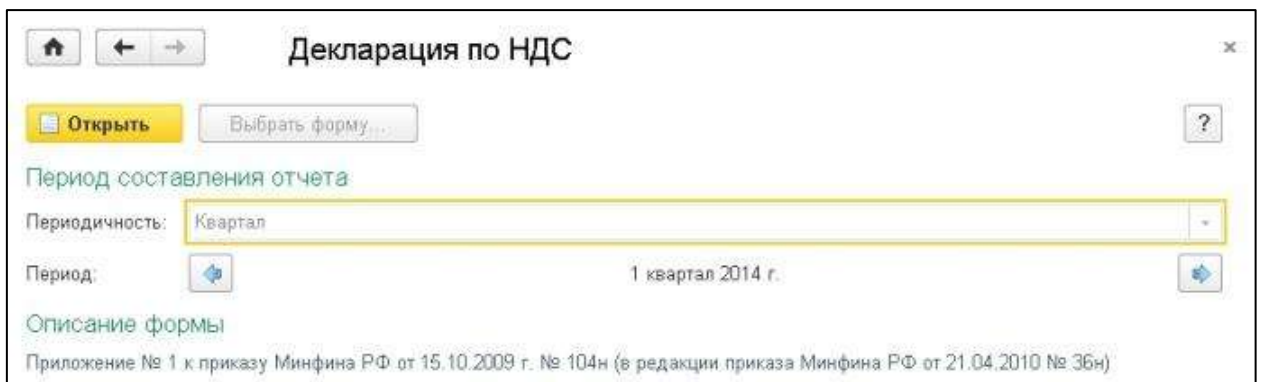 Декларация по НДС
Открыть Выбрать форму... ?
Период составления отчета
Периодичность: Квартал
Период: 1 квартал 2014 г.
Описание формы
Приложение № 1 к приказу Минфина РФ от 15.10.2009 г. № 104н (в редакции приказа Минфина РФ от 21.04.2010 № 36н)